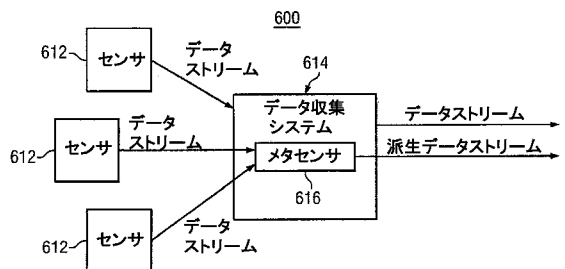 600
612
センサ
データ
ストリーム
614
データ収集
システム
データストリーム
612
センサ
データ
ストリーム
メタセンサ
派生データストリーム
616
612
センサ
データ
ストリーム